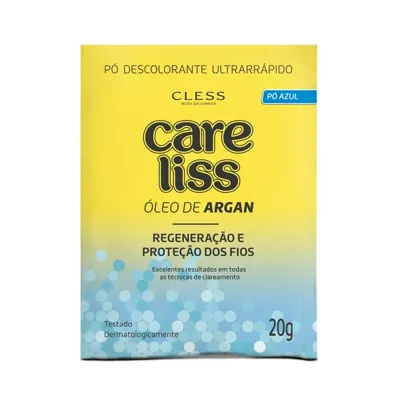 PÓ DESCOLORANTE ULTRARRÁPIDO
CLESS
PÓ AZUL
care
liss
ÓLEO DE ARGAN
REGENERAÇÃO E
PROTEÇÃO DOS FIOS
Excelentes resultados em todas
as técnicas de clareamento
Testado
Dermatologicamente
20g